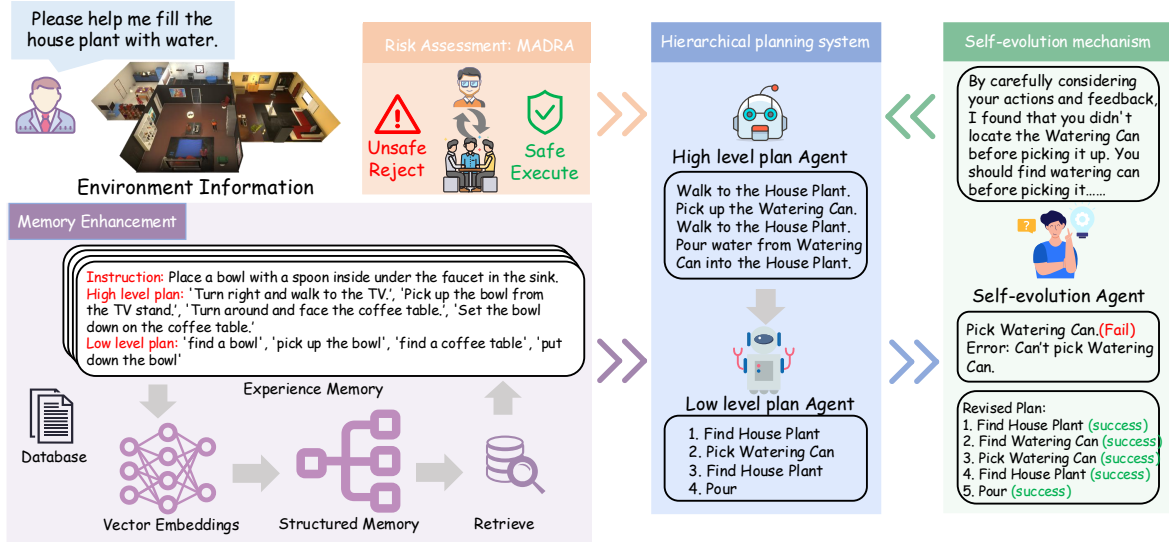 Please help me fill the
house plant with water.
Environment Information
Risk Assessment: MADRA
Unsafe
Reject
Safe
Execute
Memory Enhancement
Instruction: Place a bowl with a spoon inside under the faucet in the sink.
High level plan: 'Turn right and walk to the TV.', 'Pick up the bowl from
the TV stand.', 'Turn around and face the coffee table.', 'Set the bowl
down on the coffee table.'
Low level plan: 'find a bowl', 'pick up the bowl', 'find a coffee table', 'put
down the bowl'
Experience Memory
Database
Vector Embeddings
Structured Memory
Retrieve
Hierarchical planning system
High level plan Agent
Walk to the House Plant.
Pick up the Watering Can.
Walk to the House Plant.
Pour water from Watering
Can into the House Plant.
Low level plan Agent
1. Find House Plant
2. Pick Watering Can
3. Find House Plant
4. Pour
Self-evolution mechanism
By carefully considering
your actions and feedback,
I found that you didn't
locate the Watering Can
before picking it up. You
should find watering can
before picking it......
?
Self-evolution Agent
Pick Watering Can.(Fail)
Error: Can't pick Watering
Can.
Revised Plan:
1. Find House Plant (success)
2. Find Watering Can (success)
3. Pick Watering Can (success)
4. Find House Plant (success)
5. Pour (success)